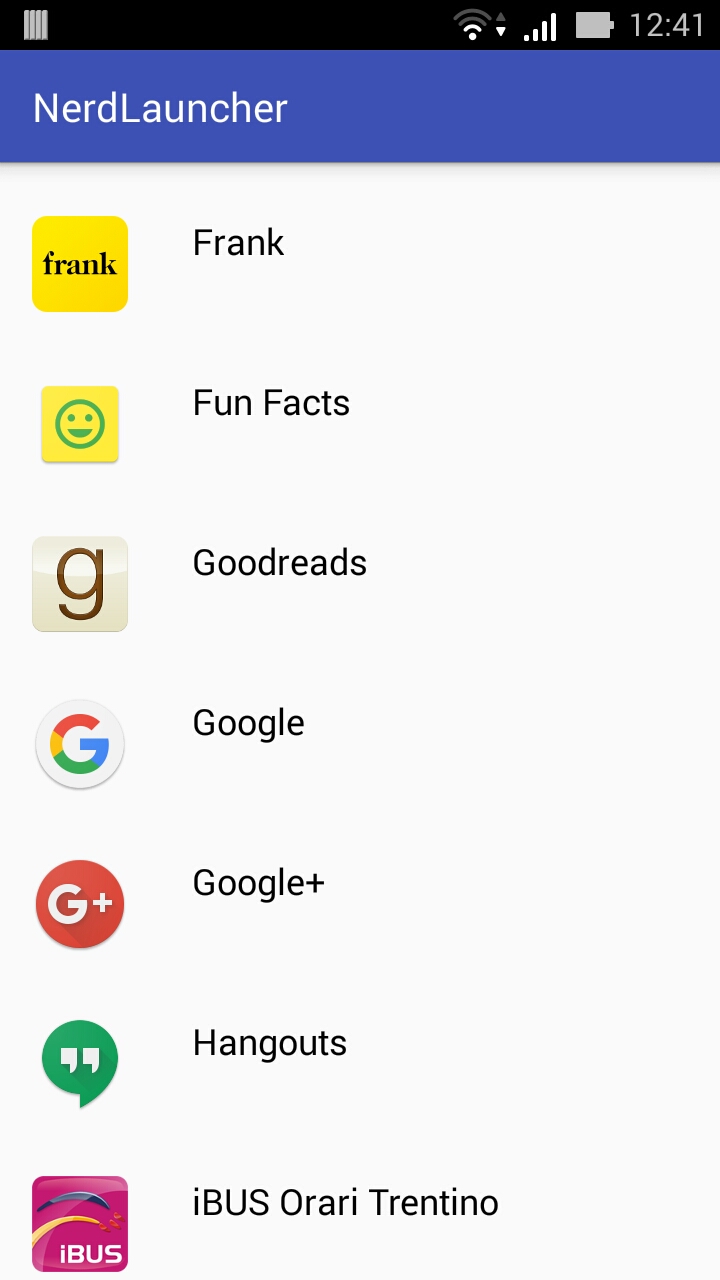 12:41
NerdLauncher
frank
Frank
Fun Facts
g
Goodreads
G
Google
G+
Google+
Hangouts
iBUS
iBUS Orari Trentino